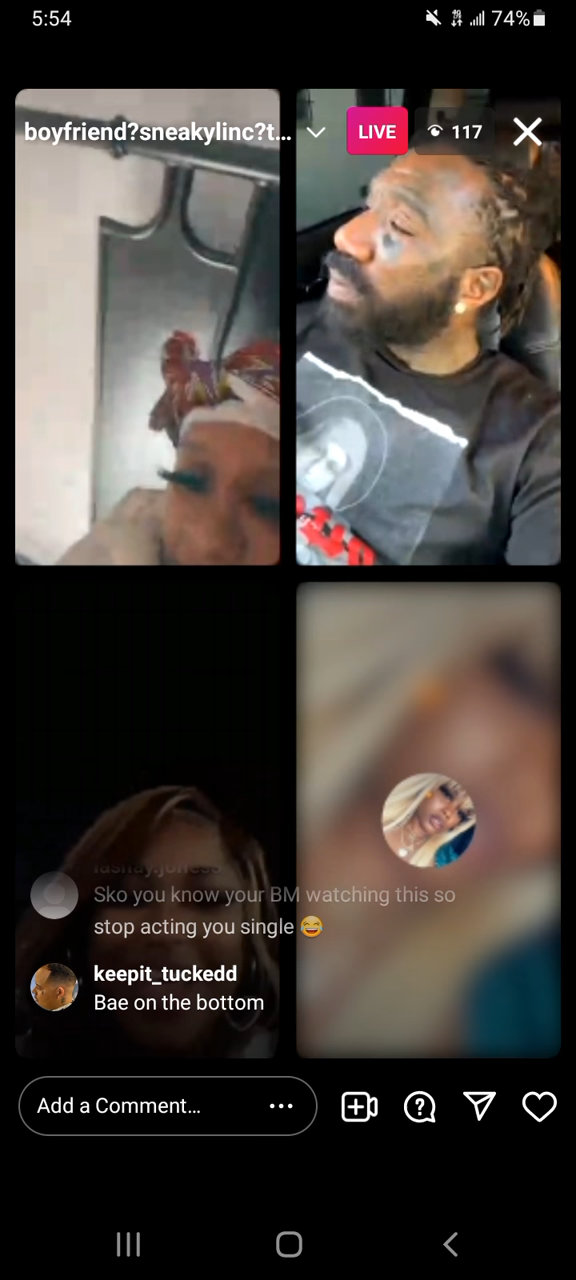 5:54
74%
boyfriend?sneakylinc?t...
LIVE
117
Sko you know your BM watching this so
stop acting you single 😂
keepit_tuckedd
Bae on the bottom
Add a Comment...